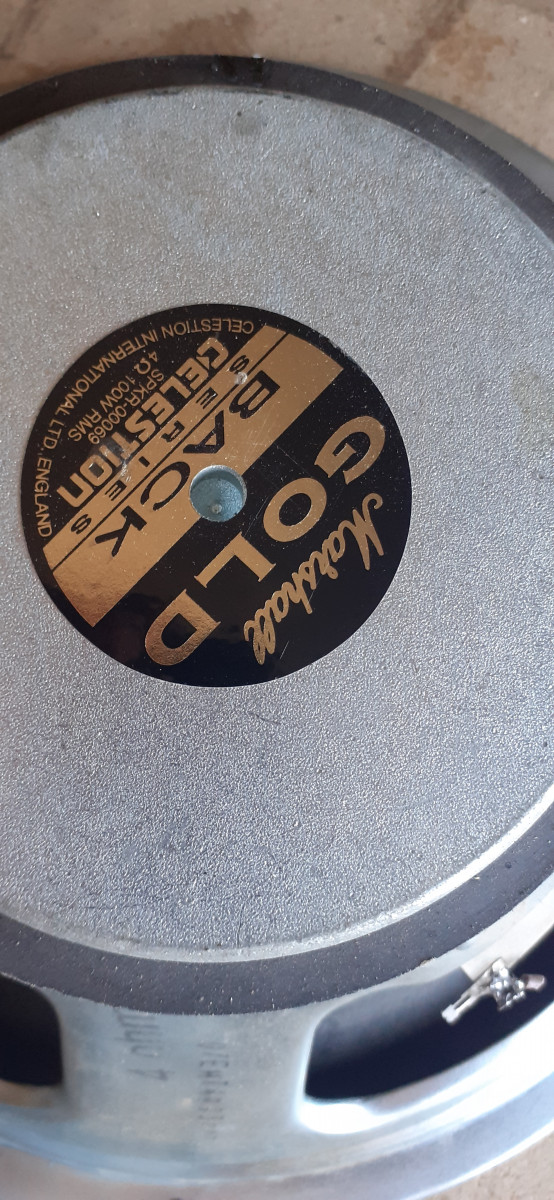 Marshall
GOLD
BACK
SERIES
CELESTION
SPKR-00069
4Ω 100W RMS
CELESTION INTERNATIONAL LTD., ENGLAND